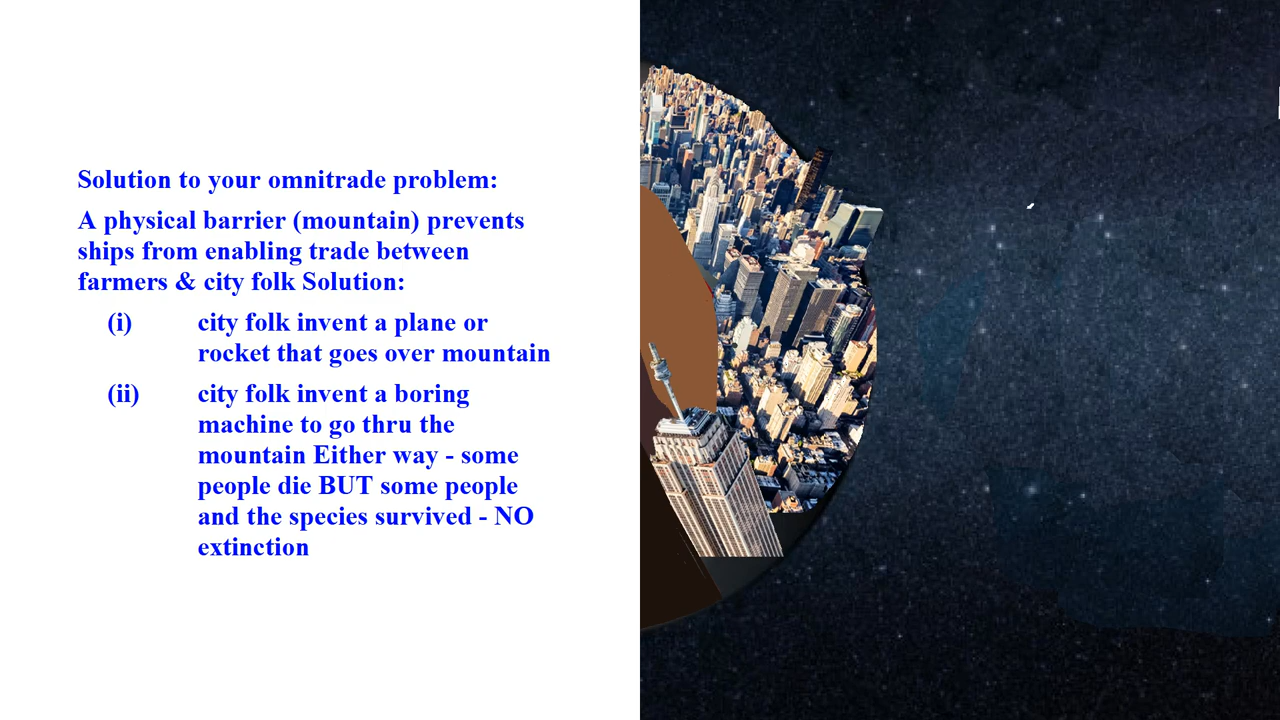 Solution to your omnitrade problem:
A physical barrier (mountain) prevents
ships from enabling trade between
farmers & city folk Solution:
(i) city folk invent a plane or
rocket that goes over mountain
(ii) city folk invent a boring
machine to go thru the
mountain Either way - some
people die BUT some people
and the species survived - NO
extinction